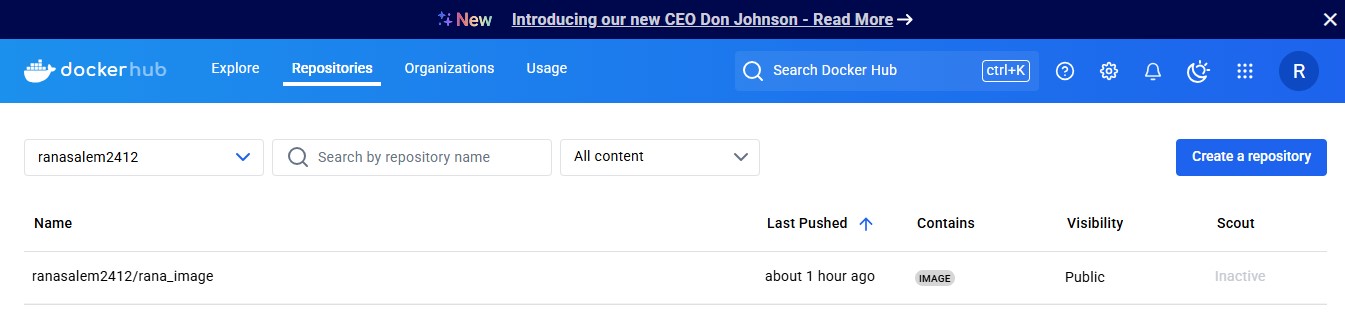 New Introducing our new CEO Don Johnson - Read More
dockerhub Explore Repositories Organizations Usage Search Docker Hub ctrl+K R
ranasalem2412 Search by repository name All content Create a repository
Name Last Pushed Contains Visibility Scout
ranasalem2412/rana_image about 1 hour ago IMAGE Public Inactive